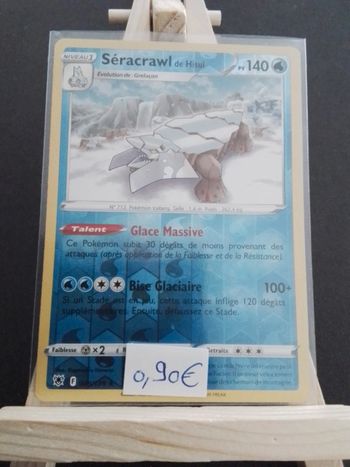 NIVEAU 1
Séracrawl de Hisui
PV 140
Évolution de : Grelaçon
N° 713 Pokémon Iceberg Taille : 1,4 m Poids : 262,4 kg
Talent Glace Massive
Ce Pokémon subit 30 dégâts de moins provenant des
attaques (après application de la Faiblesse et de la Résistance).
Bise Glaciaire 100+
Si un Stade est en jeu, cette attaque inflige 120 dégâts
supplémentaires. Ensuite, défaussez ce Stade.
Faiblesse ×2
0,90€